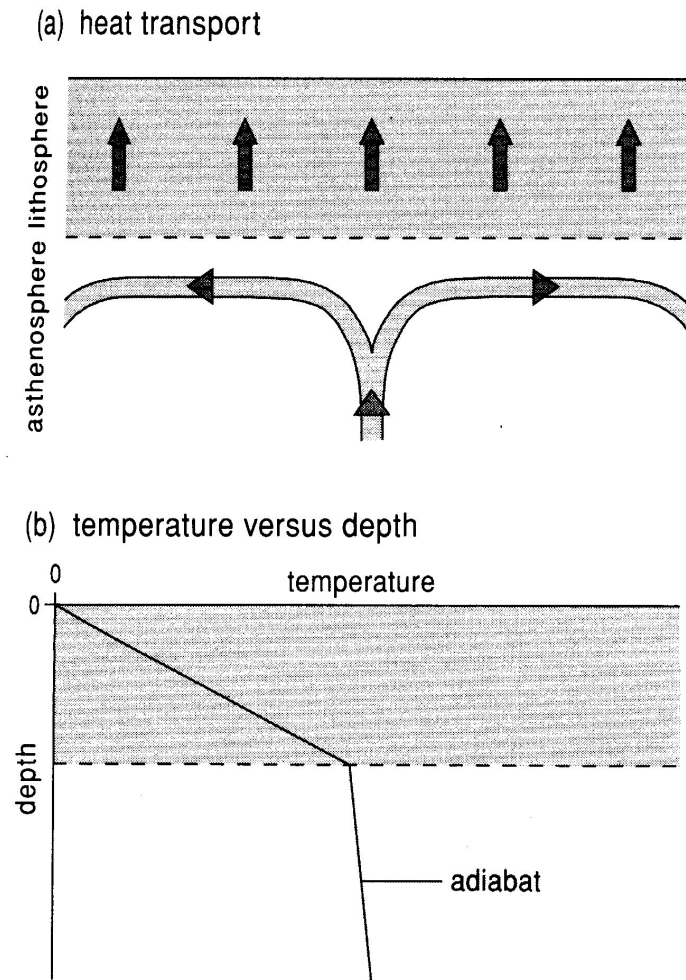 (a) heat transport
asthenosphere lithosphere
(b) temperature versus depth
0
temperature
0
depth
adiabat